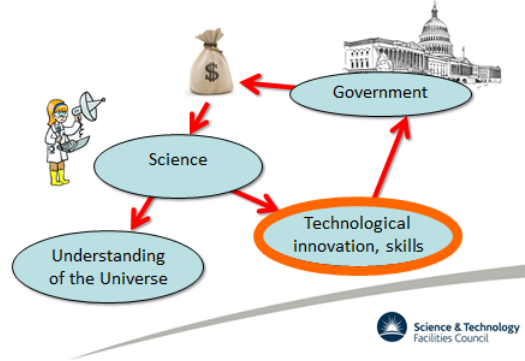 $
Government
Science
Technological
innovation, skills
Understanding
of the Universe
Science & Technology
Facilities Council